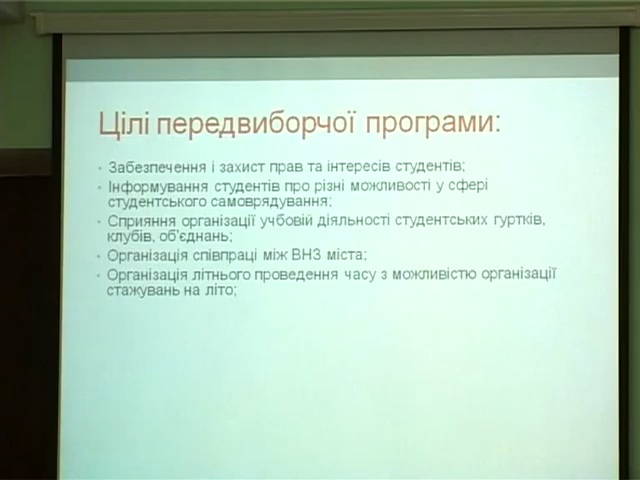 Цілі передвиборчої програми:
• Забезпечення і захист прав та інтересів студентів;
• Інформування студентів про різні можливості у сфері
студентського самоврядування;
• Сприяння організації учбовій діяльності студентських гуртків,
клубів, об'єднань;
• Організація співпраці між ВНЗ міста;
• Організація літнього проведення часу з можливістю організації
стажувань на літо;